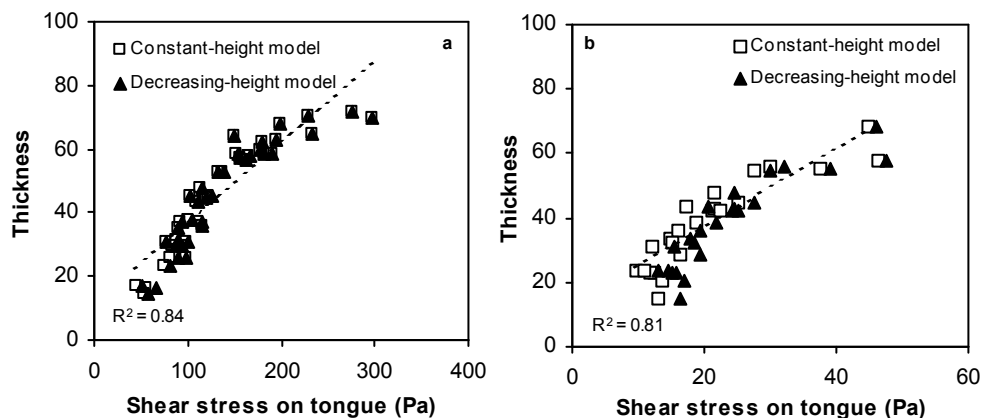 100
80
60
40
20
0
Thickness
a
Constant-height model
Decreasing-height model
R² = 0.84
0 100 200 300 400
Shear stress on tongue (Pa)
100
80
60
40
20
0
Thickness
b
Constant-height model
Decreasing-height model
R² = 0.81
0 20 40 60
Shear stress on tongue (Pa)